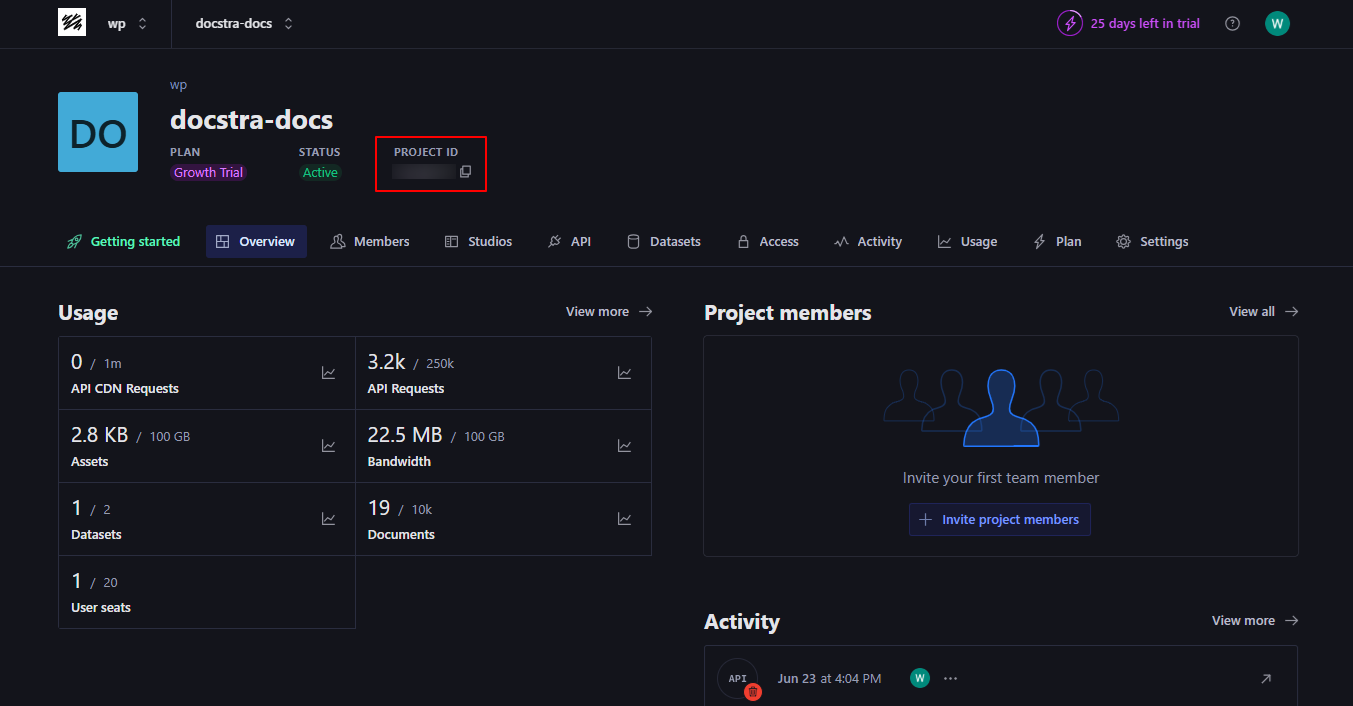 wp docstra-docs 25 days left in trial W
wp
DO docstra-docs
PLAN STATUS PROJECT ID
Growth Trial Active
Getting started Overview Members Studios API Datasets Access Activity Usage Plan Settings
Usage View more
0 / 1m
API CDN Requests
3.2k / 250k
API Requests
2.8 KB / 100 GB
Assets
22.5 MB / 100 GB
Bandwidth
1 / 2
Datasets
19 / 10k
Documents
1 / 20
User seats
Project members View all
Invite your first team member
Invite project members
Activity View more
API Jun 23 at 4:04 PM W